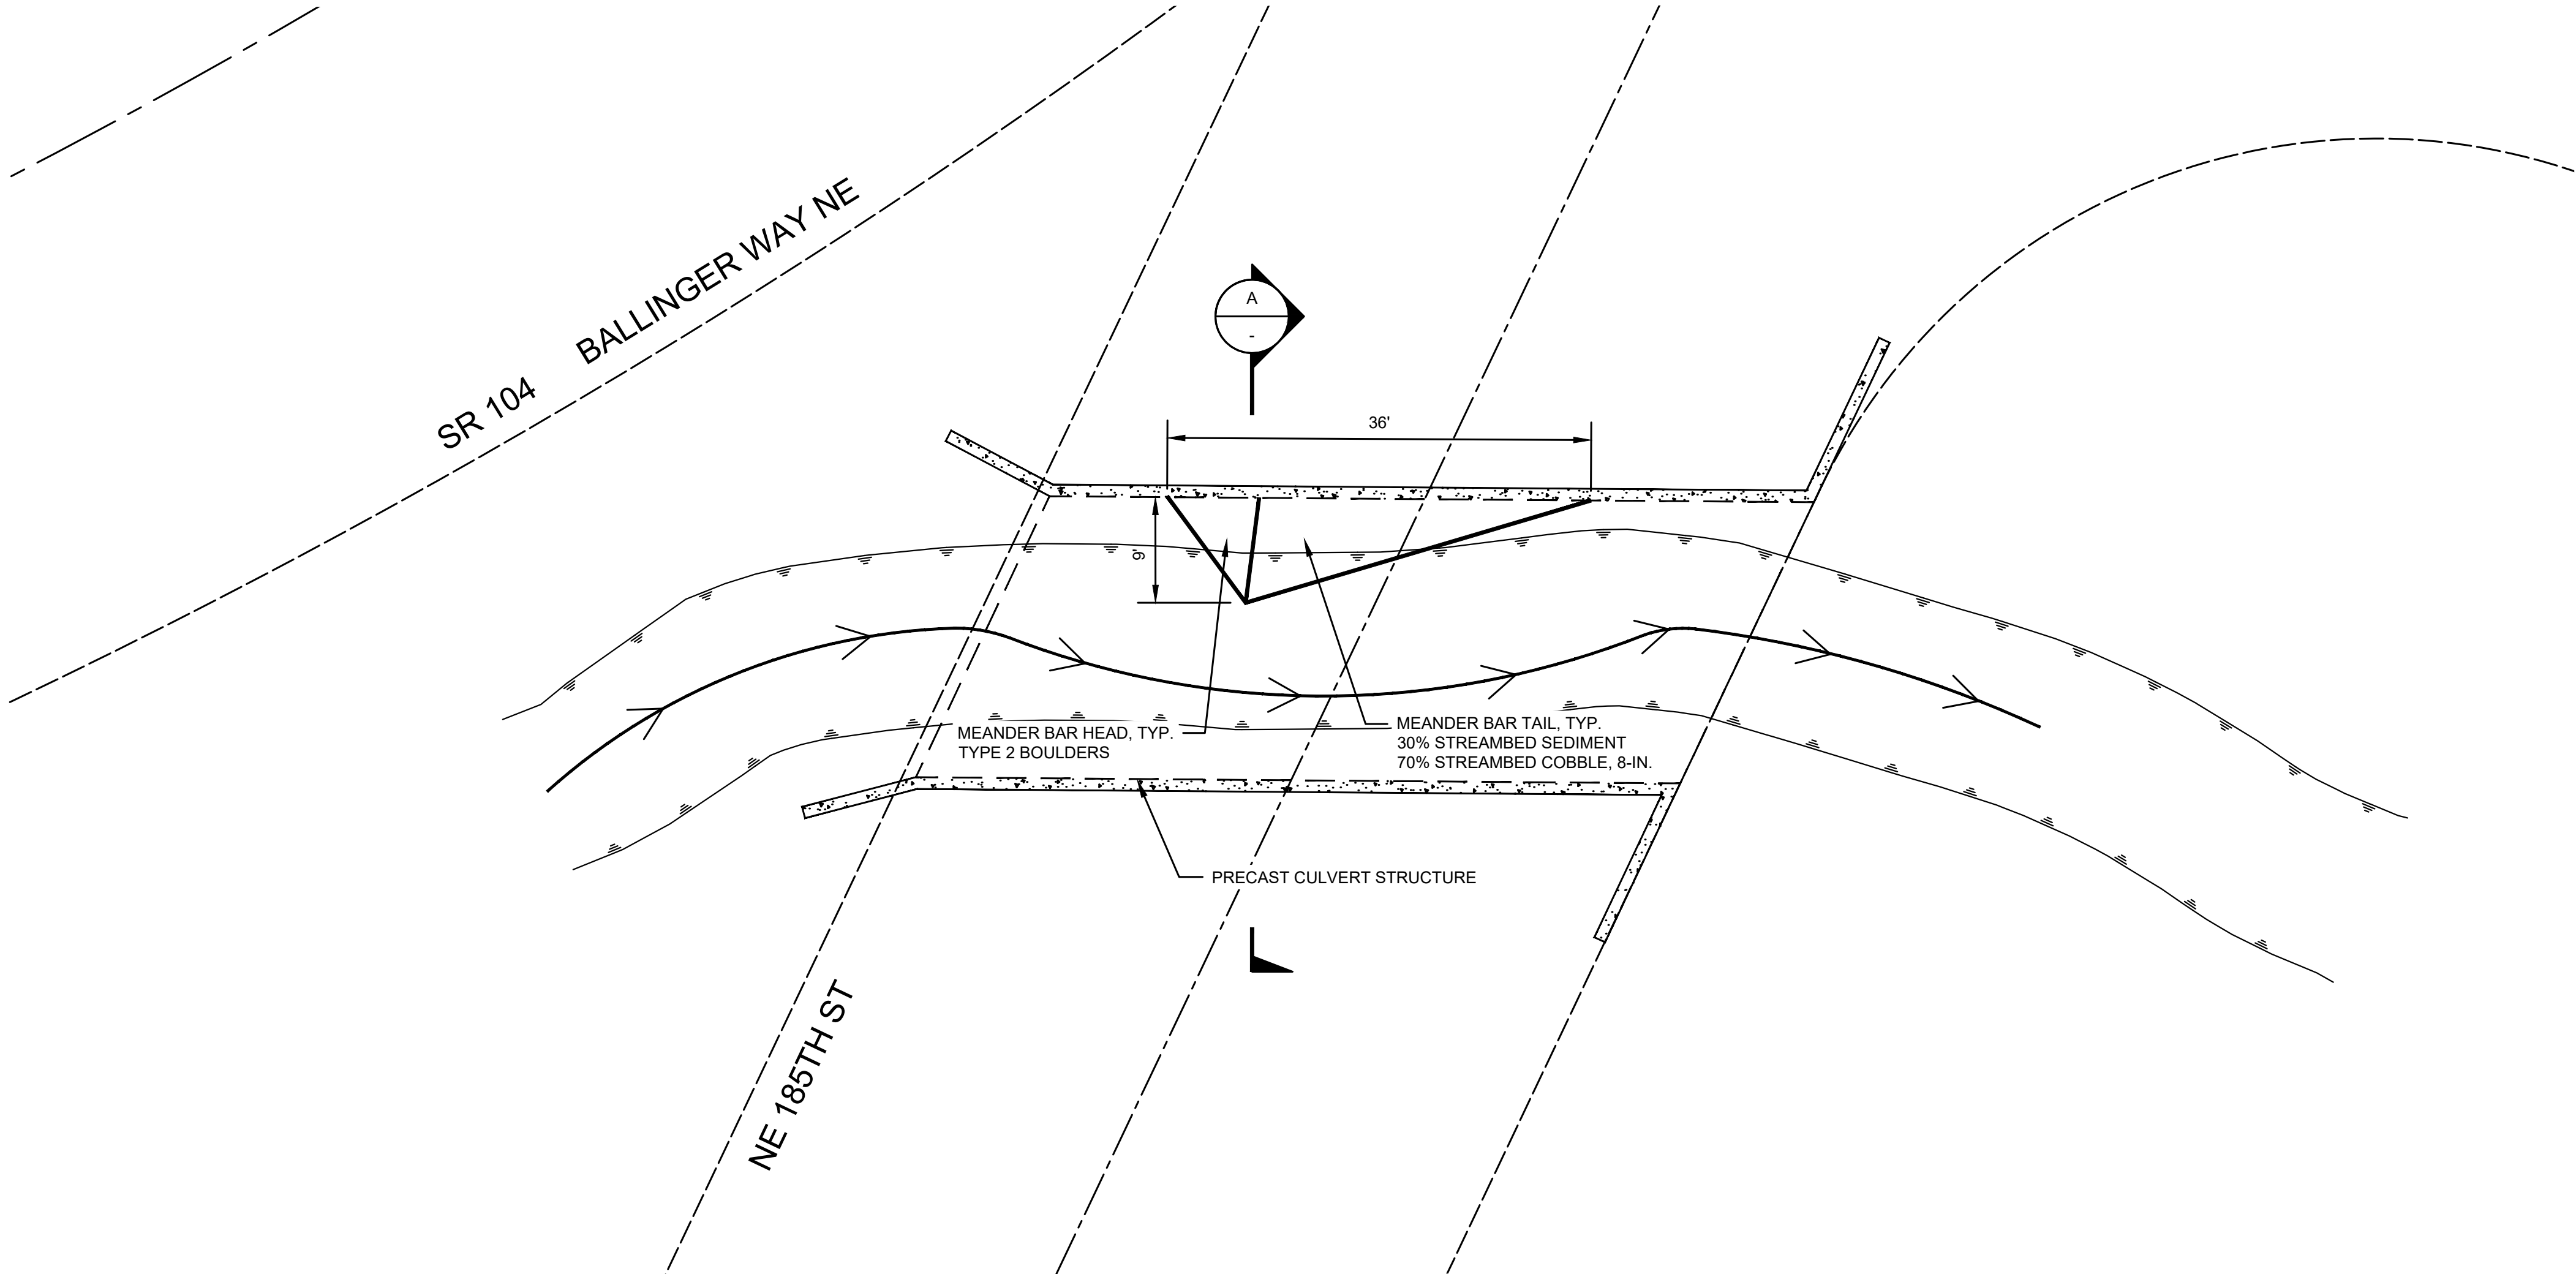 SR 104 BALLINGER WAY NE
A
-
36'
9'
MEANDER BAR HEAD, TYP.
TYPE 2 BOULDERS
MEANDER BAR TAIL, TYP.
30% STREAMBED SEDIMENT
70% STREAMBED COBBLE, 8-IN.
PRECAST CULVERT STRUCTURE
NE 185TH ST